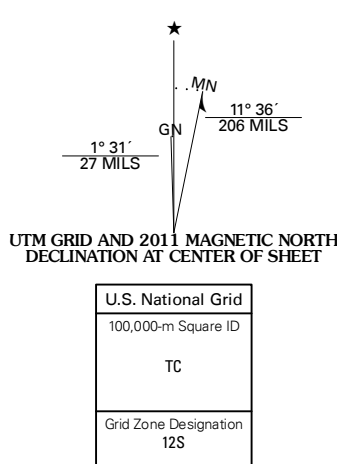 ★
MN
GN
11° 36´
206 MILS
1° 31´
27 MILS
UTM GRID AND 2011 MAGNETIC NORTH
DECLINATION AT CENTER OF SHEET
U.S. National Grid
100,000-m Square ID
TC
Grid Zone Designation
12S